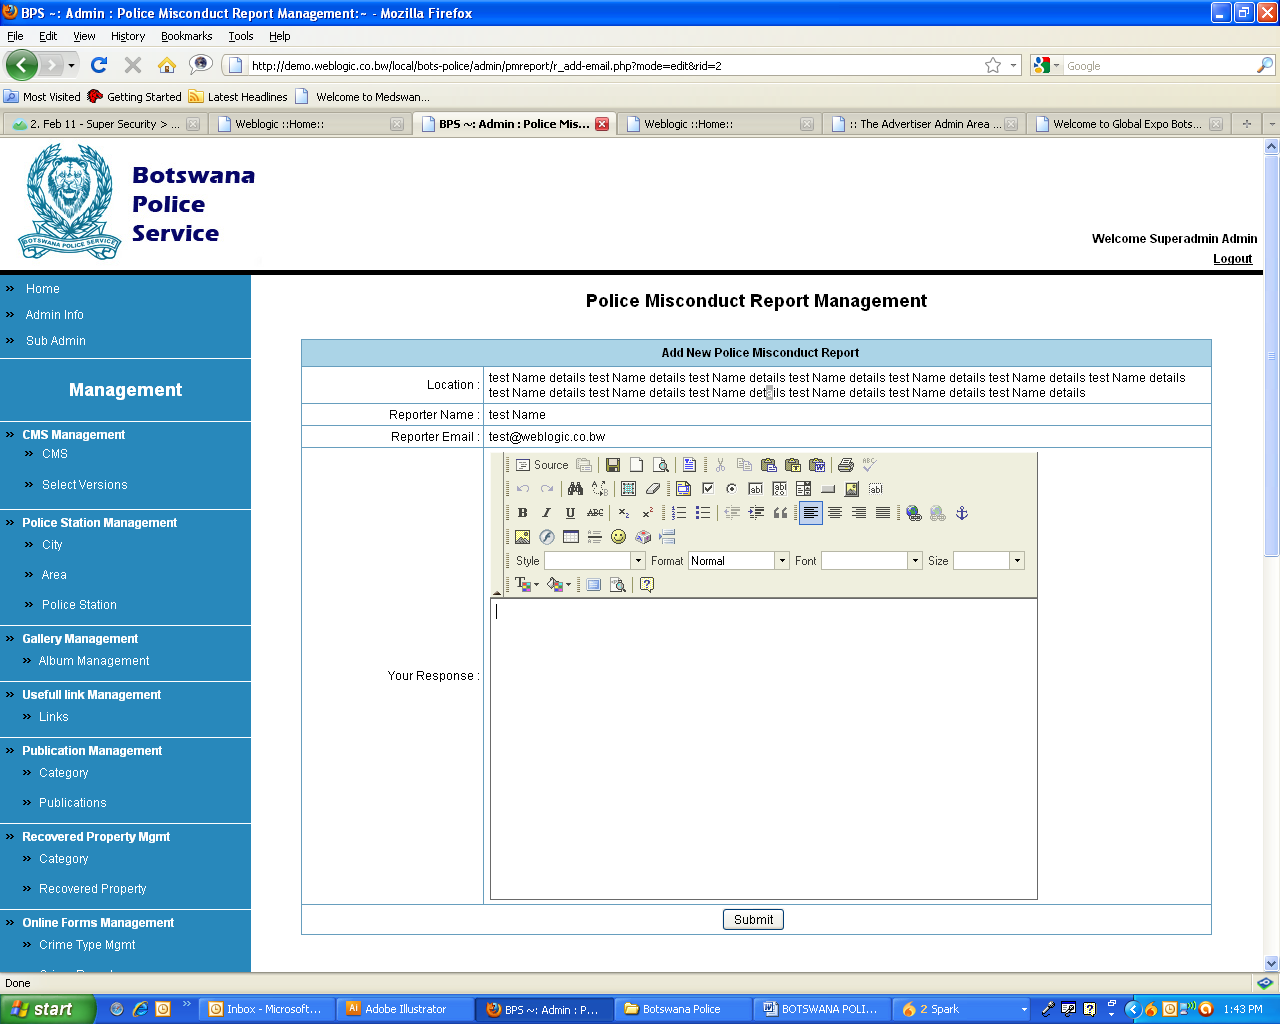 BPS ~: Admin : Police Misconduct Report Management:~ - Mozilla Firefox
File Edit View History Bookmarks Tools Help
http://demo.weblogic.co.bw/local/bots-police/admin/pmreport/r_add-email.php?mode=edit&rid=2
Google
Most Visited Getting Started Latest Headlines Welcome to Medswan...
2. Feb 11 - Super Security > ... Weblogic ::Home:: BPS ~: Admin : Police Mis... Weblogic ::Home:: :: The Advertiser Admin Area ... Welcome to Global Expo Bots...
BOTSWANA POLICE SERVICE
Botswana
Police
Service
Welcome Superadmin Admin
Logout
Home
Admin Info
Sub Admin
Management
CMS Management
CMS
Select Versions
Police Station Management
City
Area
Police Station
Gallery Management
Album Management
Usefull link Management
Links
Publication Management
Category
Publications
Recovered Property Mgmt
Category
Recovered Property
Online Forms Management
Crime Type Mgmt
Police Misconduct Report Management
Add New Police Misconduct Report
Location : test Name details test Name details test Name details test Name details test Name details test Name details test Name details
test Name details test Name details test Name details test Name details test Name details test Name details
Reporter Name : test Name
Reporter Email : test@weblogic.co.bw
Your Response :
Source
B I U ABC x₂ x²
Style Format Normal Font Size
Submit
Done
start Inbox - Microsoft... Adobe Illustrator BPS ~: Admin : P... Botswana Police BOTSWANA POLI... 2 Spark 1:43 PM